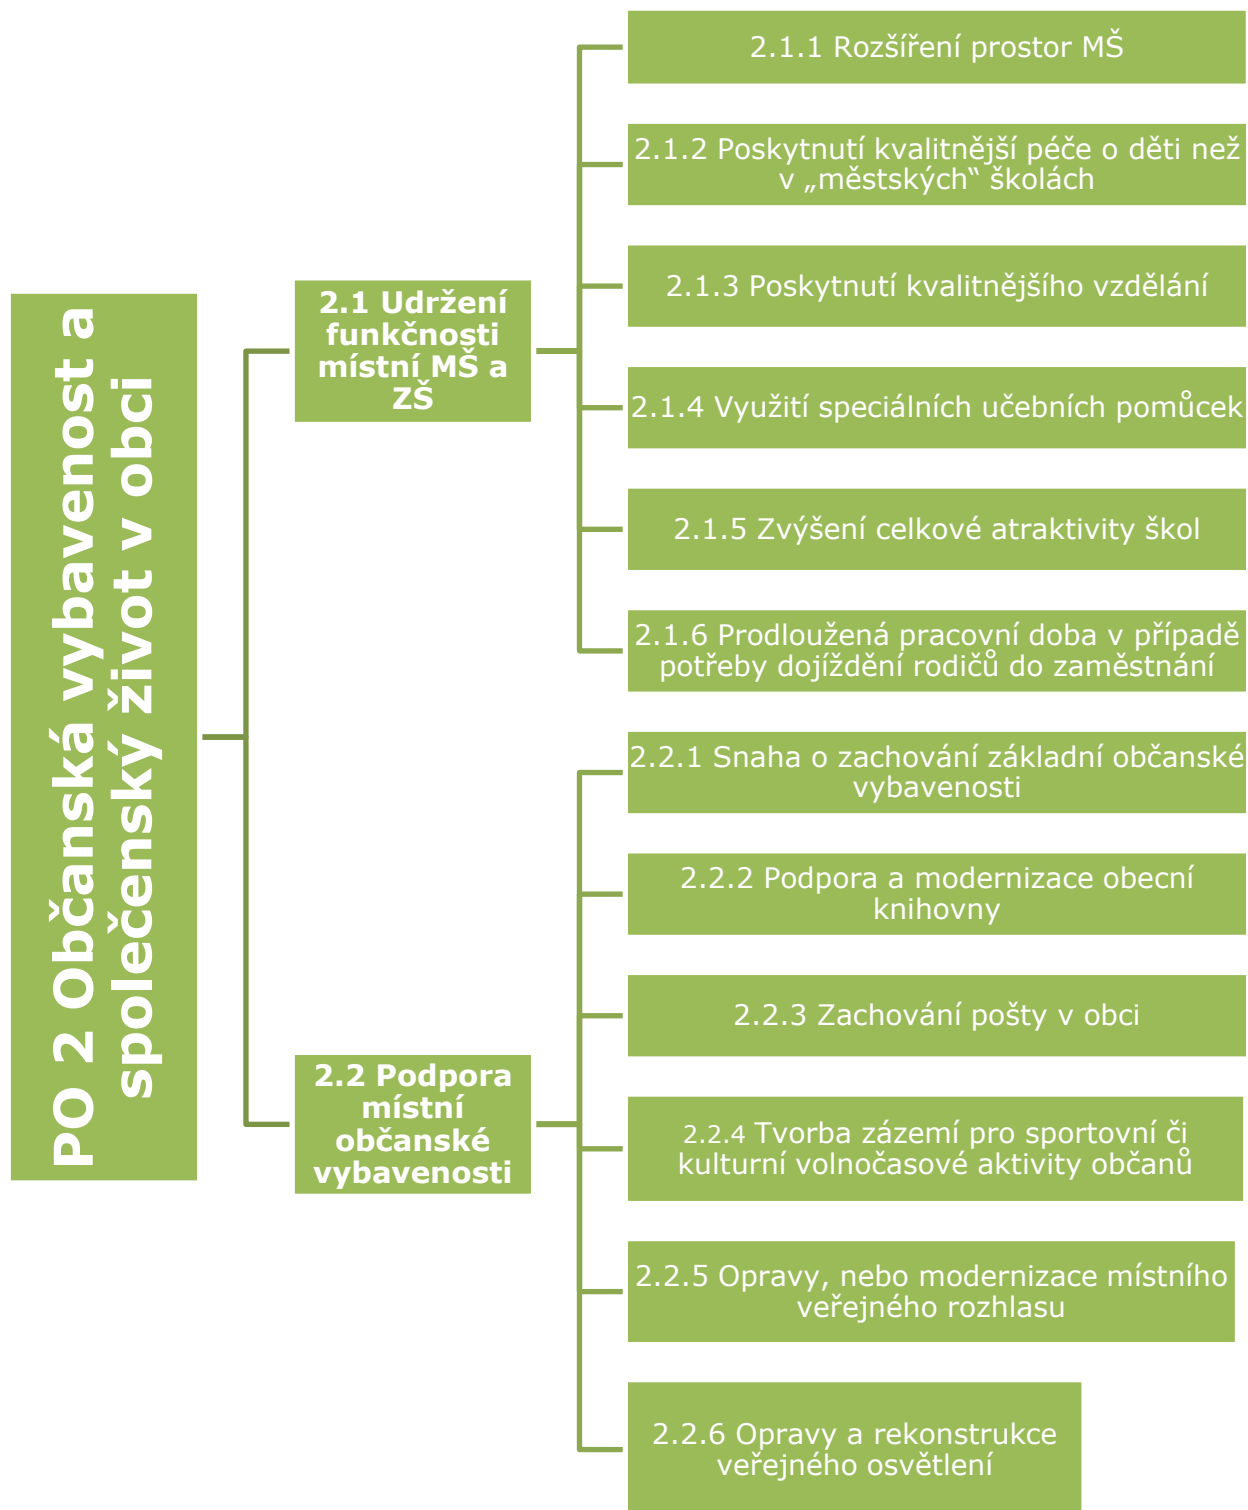 PO 2 Občanská vybavenost a
společenský život v obci
2.1 Udržení
funkčnosti
místní MŠ a
ZŠ
2.1.1 Rozšíření prostor MŠ
2.1.2 Poskytnutí kvalitnější péče o děti než
v „městských“ školách
2.1.3 Poskytnutí kvalitnějšího vzdělání
2.1.4 Využití speciálních učebních pomůcek
2.1.5 Zvýšení celkové atraktivity škol
2.1.6 Prodloužená pracovní doba v případě
potřeby dojíždění rodičů do zaměstnání
2.2 Podpora
místní
občanské
vybavenosti
2.2.1 Snaha o zachování základní občanské
vybavenosti
2.2.2 Podpora a modernizace obecní
knihovny
2.2.3 Zachování pošty v obci
2.2.4 Tvorba zázemí pro sportovní či
kulturní volnočasové aktivity občanů
2.2.5 Opravy, nebo modernizace místního
veřejného rozhlasu
2.2.6 Opravy a rekonstrukce
veřejného osvětlení